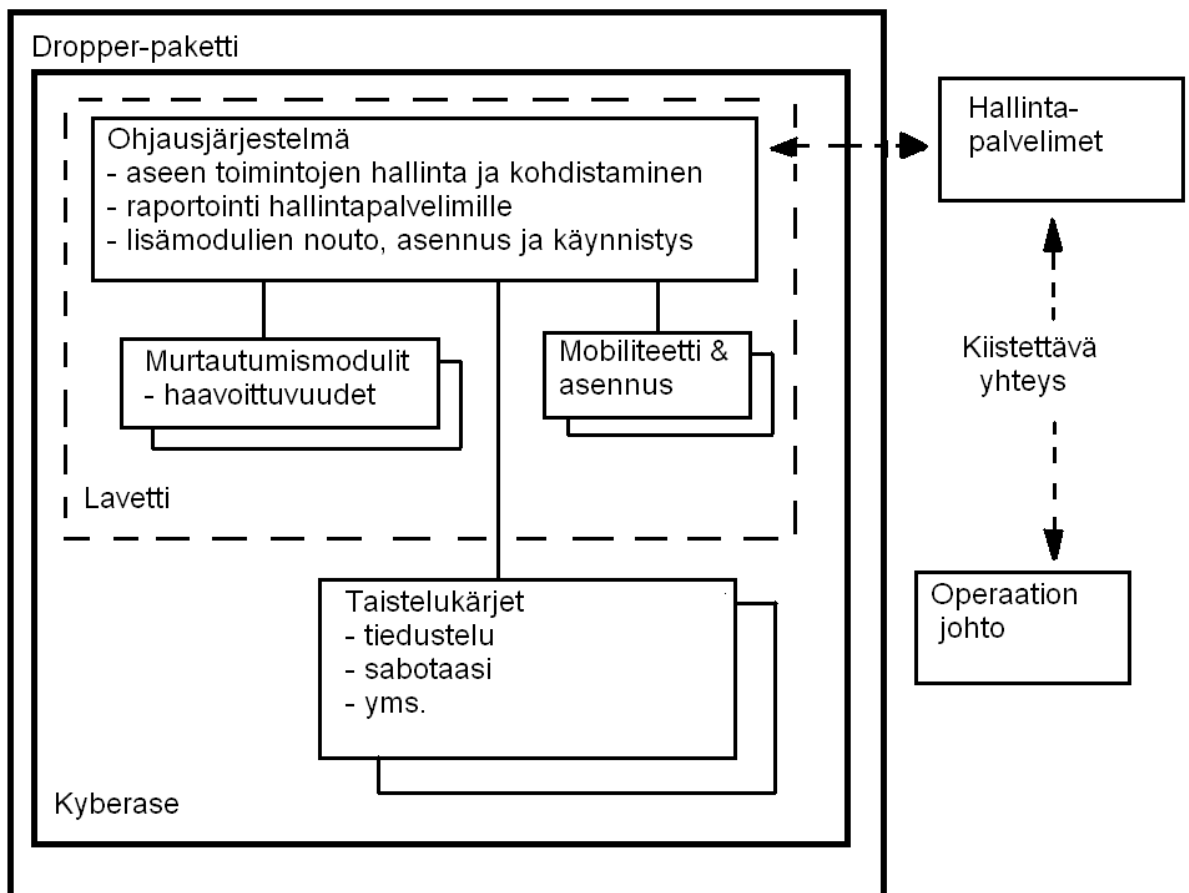 Dropper-paketti
Ohjausjärjestelmä
- aseen toimintojen hallinta ja kohdistaminen
- raportointi hallintapalvelimille
- lisämodulien nouto, asennus ja käynnistys
Hallinta-
palvelimet
Murtautumismodulit
- haavoittuvuudet
Mobiliteetti &
asennus
Kiistettävä
yhteys
Lavetti
Taistelukärjet
- tiedustelu
- sabotaasi
- yms.
Operaation
johto
Kyberase